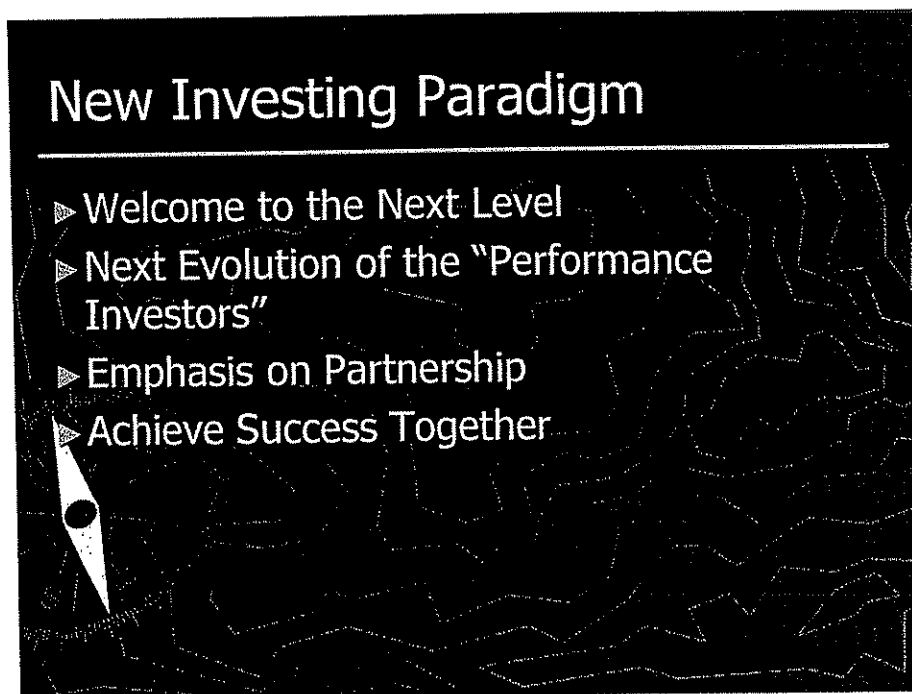 New Investing Paradigm
Welcome to the Next Level
Next Evolution of the “Performance
Investors”
Emphasis on Partnership
Achieve Success Together